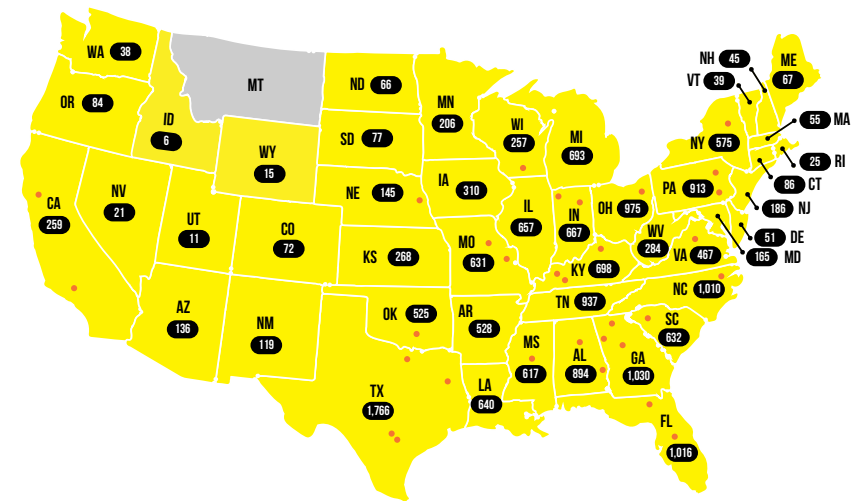 WA 38
OR 84
ID
6
MT
WY
15
ND 66
SD 77
NE 145
KS 268
OK 525
TX
1,766
CA
259
NV
21
UT
11
CO
72
AZ
136
NM
119
MN
206
IA 310
MO
631
AR
528
LA
640
WI
257
IL
657
MI
693
IN
667
OH 975
KY 698
TN 937
MS
617
AL
894
GA
1,030
FL
1,016
SC
632
NC 1,010
VA 467
WV
284
PA 913
NY 575
NH 45
VT 39
ME
67
55 MA
25 RI
86 CT
186 NJ
51 DE
165 MD